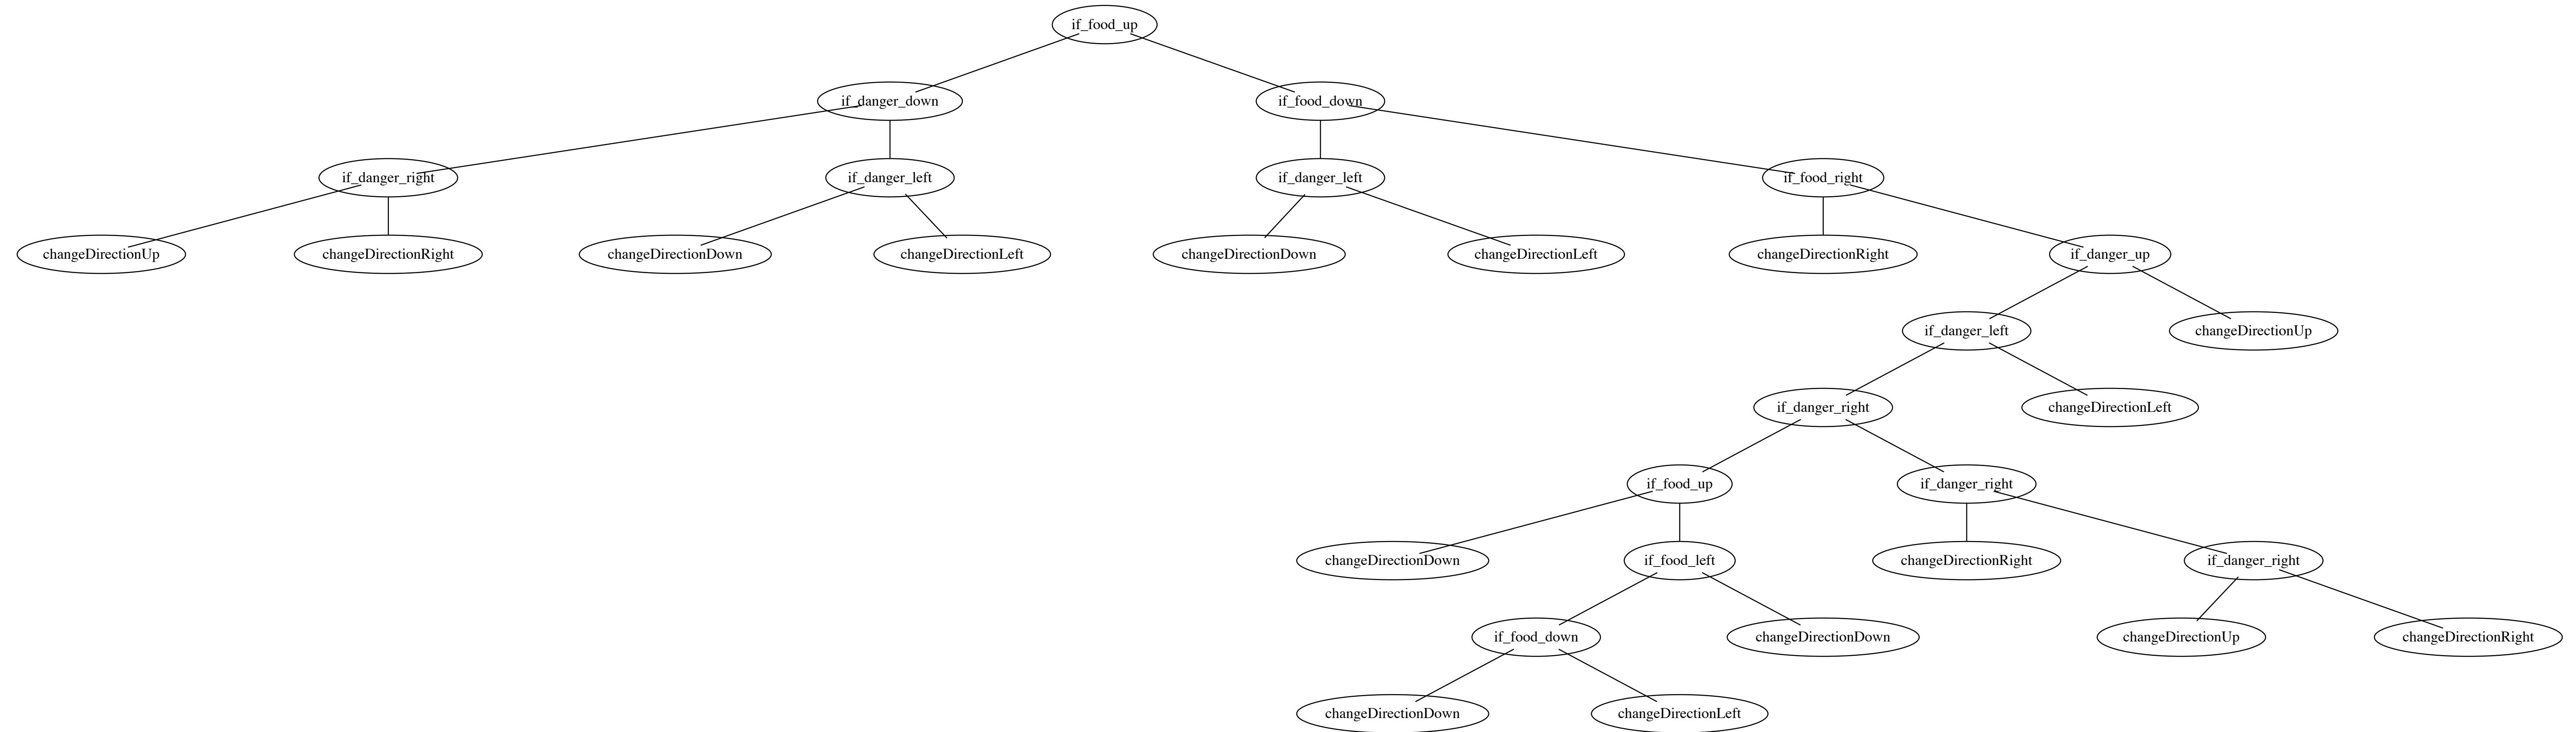 if_food_up
if_danger_down
if_food_down
if_danger_right
if_danger_left
if_danger_left
if_food_right
changeDirectionUp
changeDirectionRight
changeDirectionDown
changeDirectionLeft
changeDirectionDown
changeDirectionLeft
changeDirectionRight
if_danger_up
if_danger_left
changeDirectionUp
if_danger_right
changeDirectionLeft
if_food_up
if_danger_right
changeDirectionDown
if_food_left
changeDirectionRight
if_danger_right
if_food_down
changeDirectionDown
changeDirectionUp
changeDirectionRight
changeDirectionDown
changeDirectionLeft